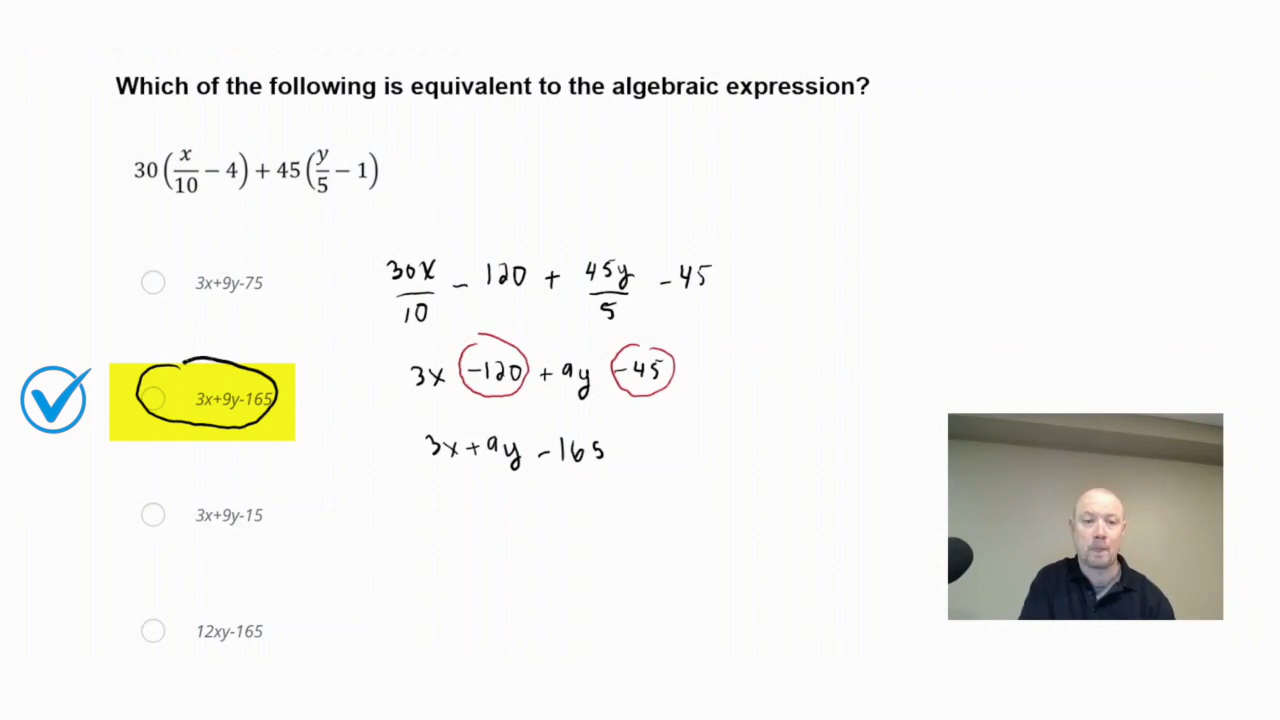 Which of the following is equivalent to the algebraic expression?
30(x/10 − 4) + 45(y/5 − 1)
3x+9y-75
30x/10 - 120 + 45y/5 - 45
3x+9y-165
3x -120 + 9y -45
3x+9y -165
3x+9y-15
12xy-165